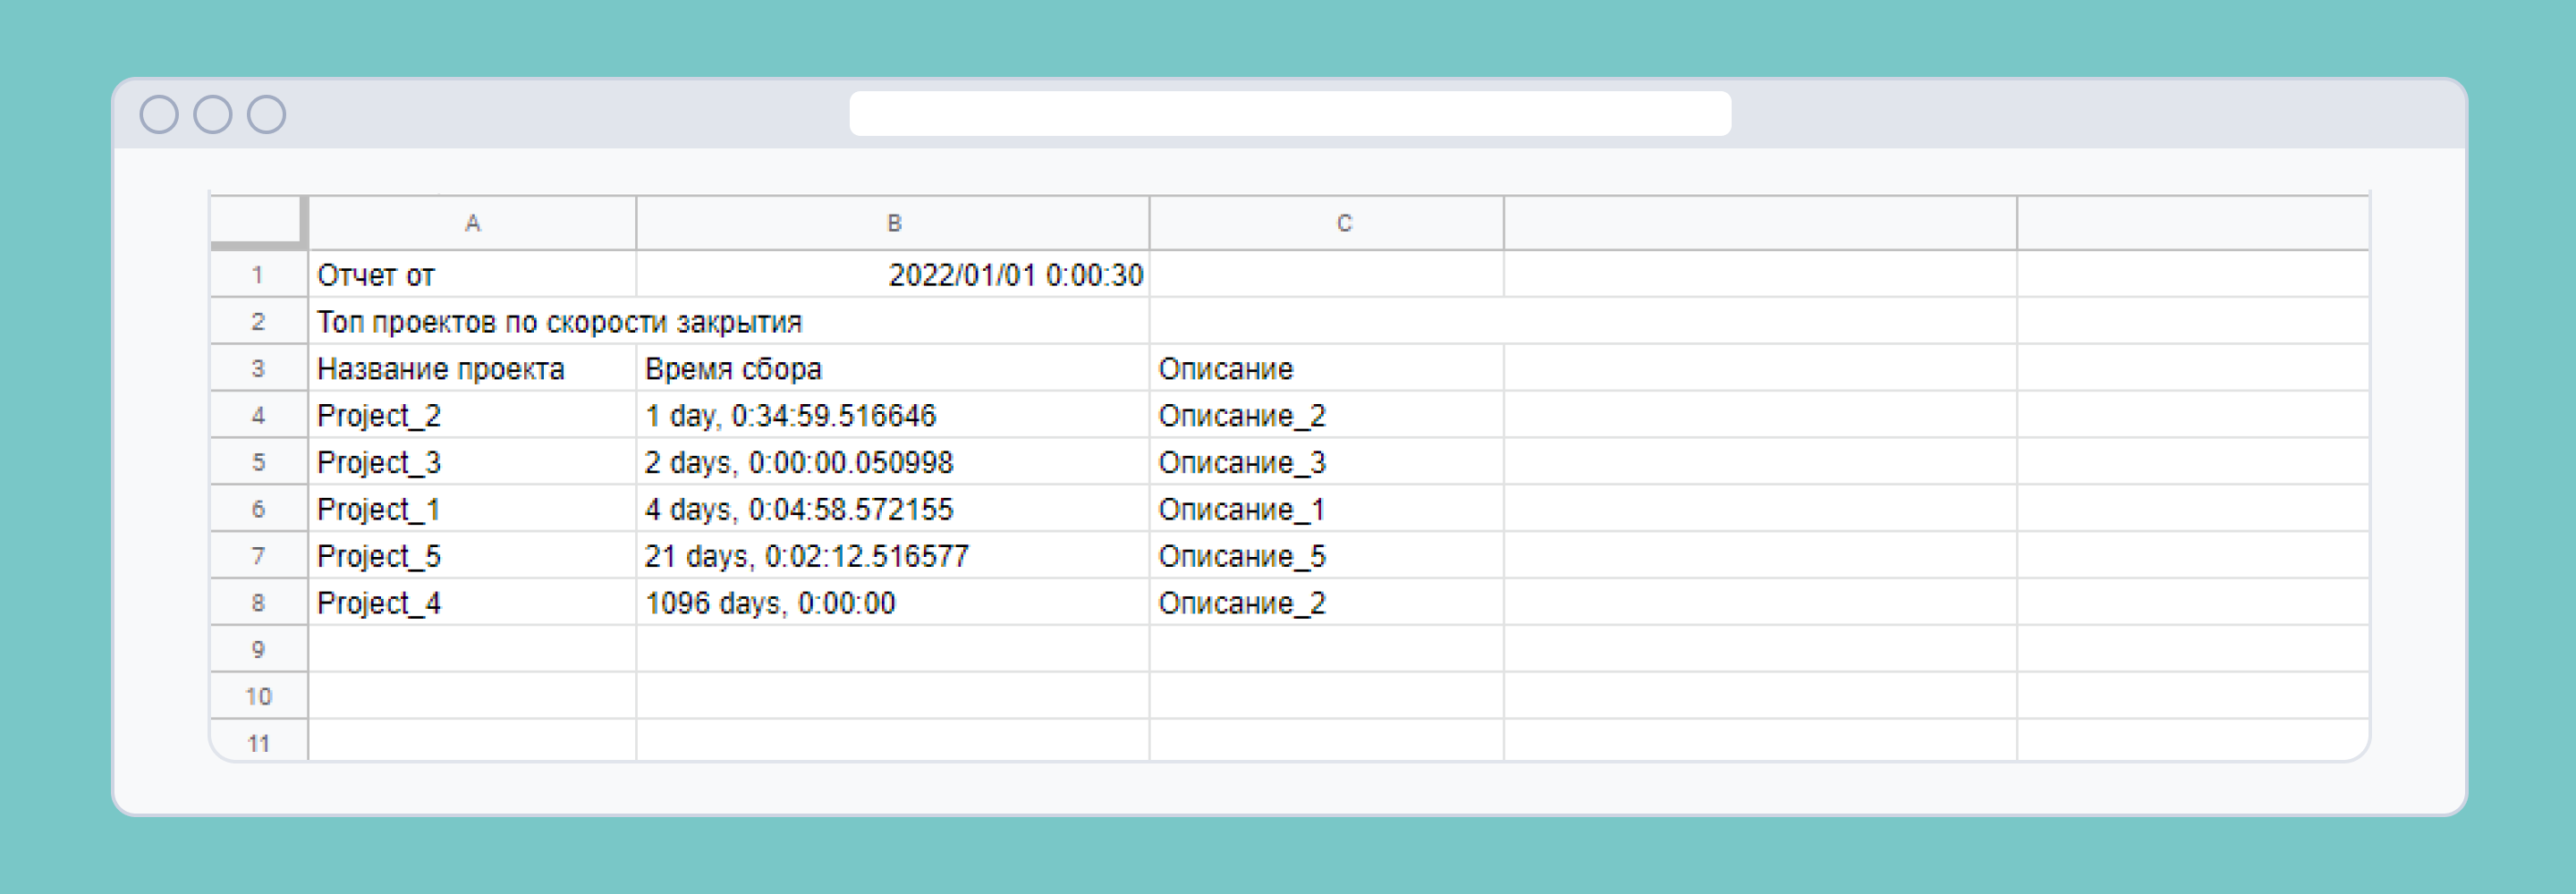 A B C
1 Отчет от 2022/01/01 0:00:30
2 Топ проектов по скорости закрытия
3 Название проекта Время сбора Описание
4 Project_2 1 day, 0:34:59.516646 Описание_2
5 Project_3 2 days, 0:00:00.050998 Описание_3
6 Project_1 4 days, 0:04:58.572155 Описание_1
7 Project_5 21 days, 0:02:12.516577 Описание_5
8 Project_4 1096 days, 0:00:00 Описание_2
9
10
11